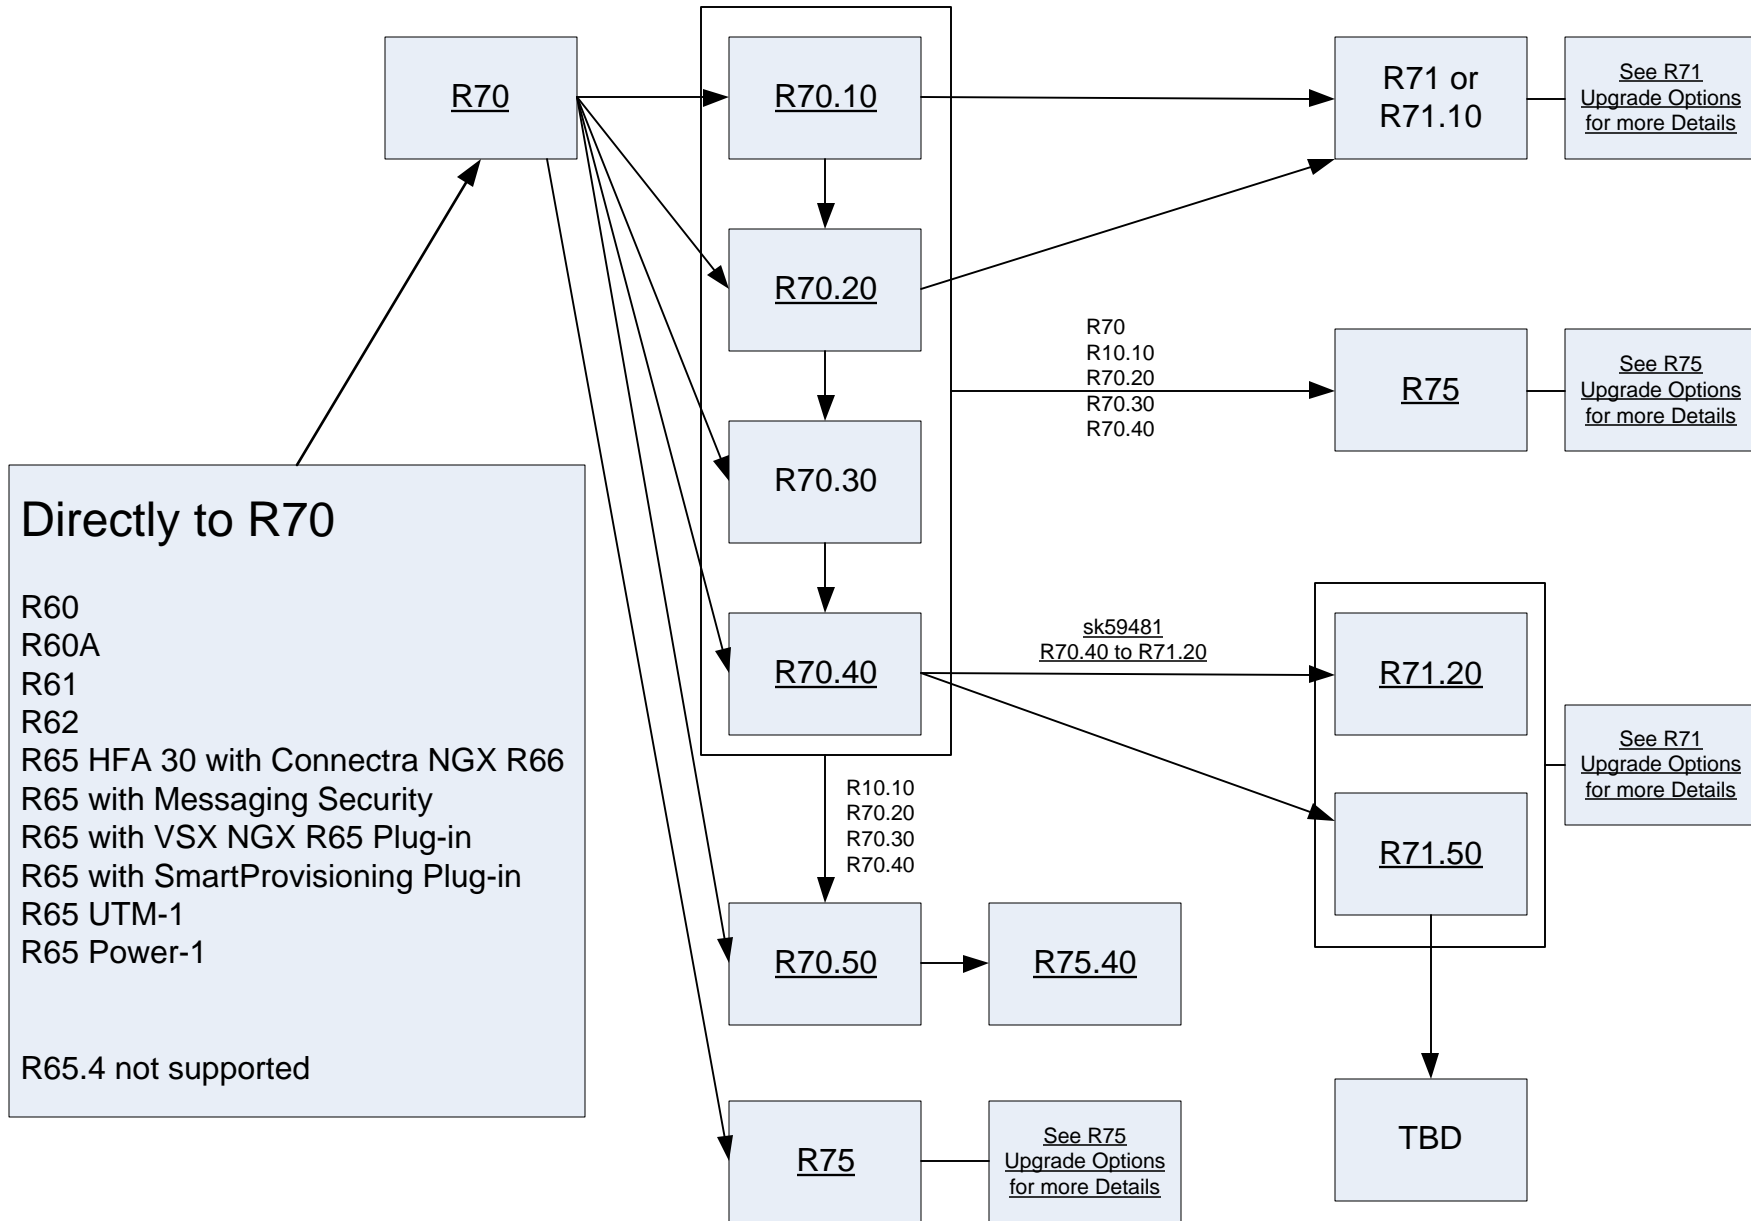 R70
R70.10
R71 or
R71.10
See R71
Upgrade Options
for more Details
R70.20
R70
R10.10
R70.20
R70.30
R70.40
R75
See R75
Upgrade Options
for more Details
R70.30
Directly to R70
R60
R60A
R61
R62
R65 HFA 30 with Connectra NGX R66
R65 with Messaging Security
R65 with VSX NGX R65 Plug-in
R65 with SmartProvisioning Plug-in
R65 UTM-1
R65 Power-1
R65.4 not supported
R70.40
sk59481
R70.40 to R71.20
R71.20
R71.50
See R71
Upgrade Options
for more Details
R10.10
R70.20
R70.30
R70.40
R70.50
R75.40
R75
See R75
Upgrade Options
for more Details
TBD